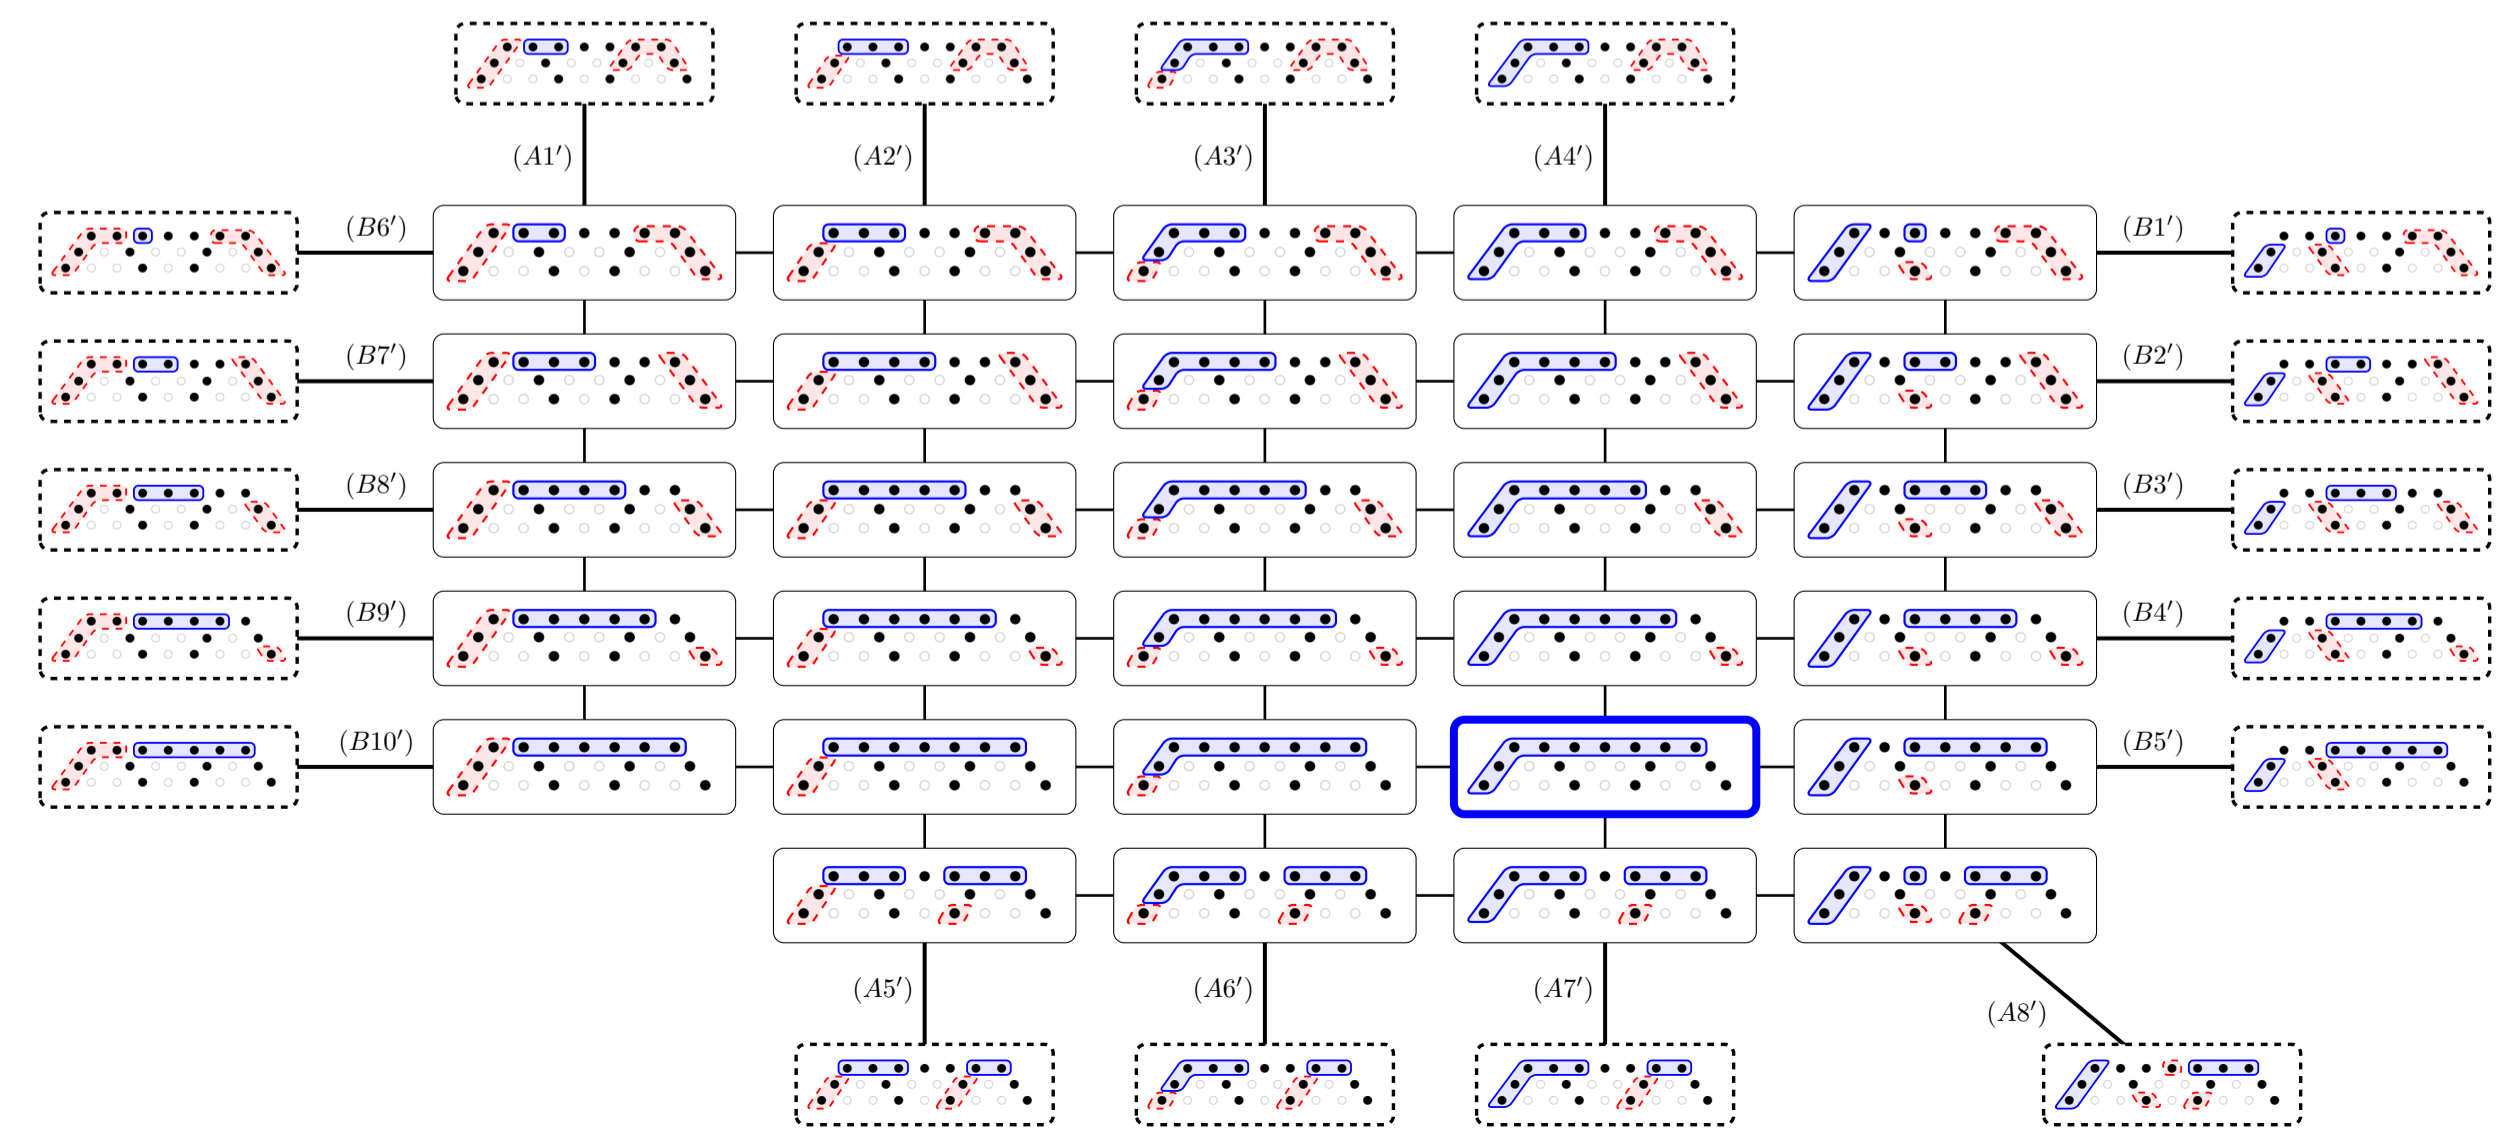 (A1′) (A2′) (A3′) (A4′)
(B6′) (B1′)
(B7′) (B2′)
(B8′) (B3′)
(B9′) (B4′)
(B10′) (B5′)
(A5′) (A6′) (A7′) (A8′)